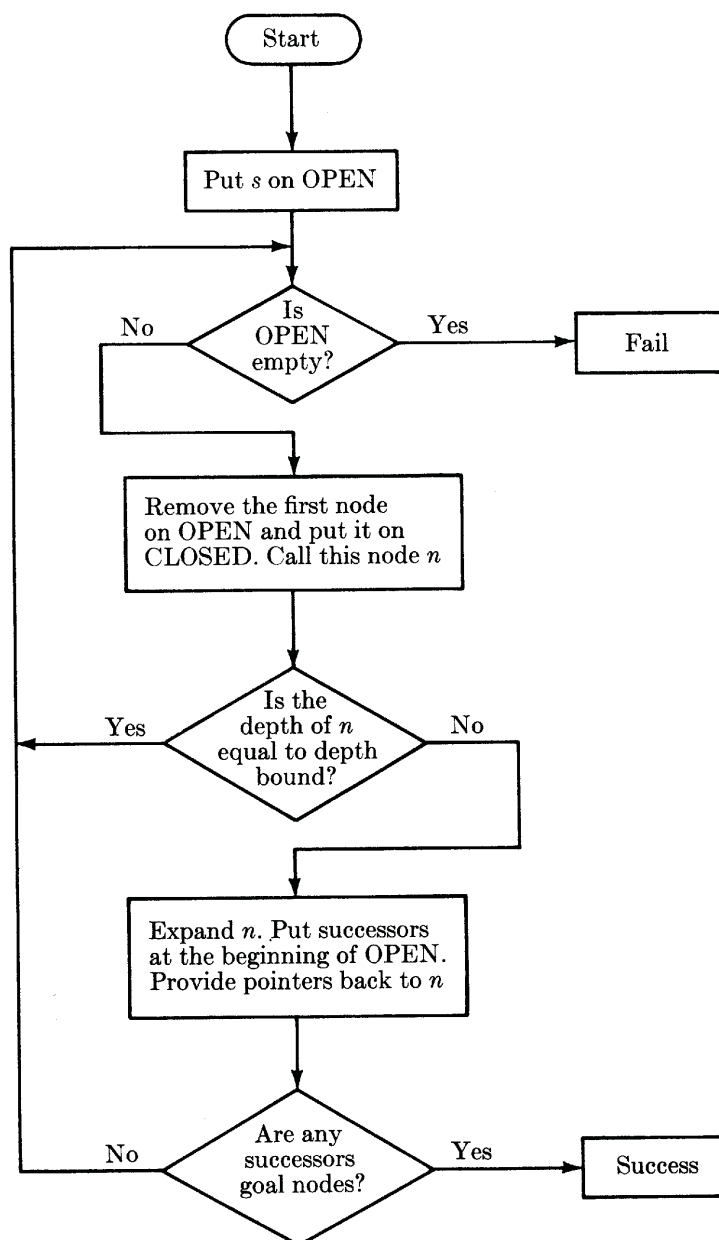 Start
Put s on OPEN
Is
OPEN
empty?
No
Yes
Fail
Remove the first node
on OPEN and put it on
CLOSED. Call this node n
Is the
depth of n
equal to depth
bound?
Yes
No
Expand n. Put successors
at the beginning of OPEN.
Provide pointers back to n
Are any
successors
goal nodes?
No
Yes
Success